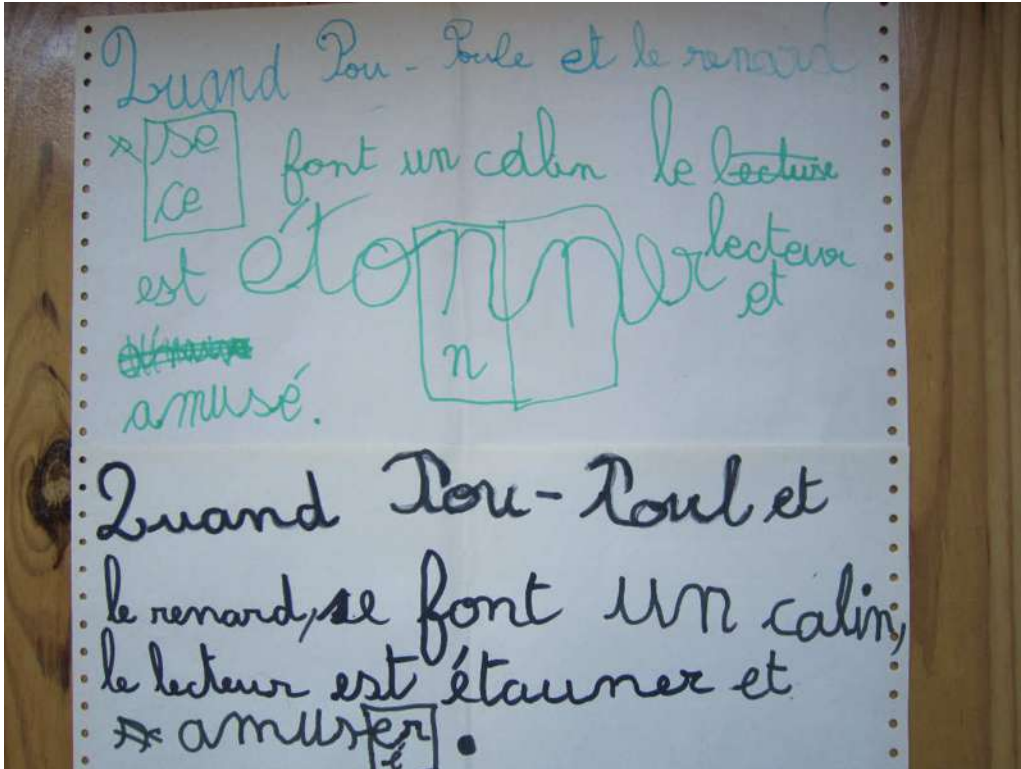 Quand Pou-Poule et le renard
* se font un câlin le lecture
ce
est étonner lecteur
et
n
amusé.
Quand Pou-Poul et
le renard, se font un calin,
le lecteur est étauner et
* amuser.
é